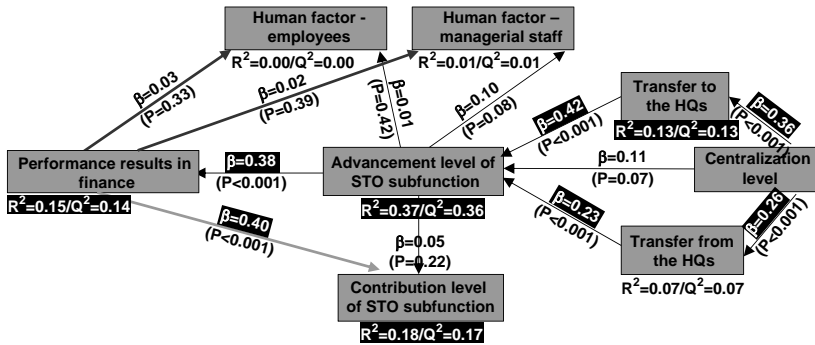 Human factor -
employees
R²=0.00/Q²=0.00
Human factor –
managerial staff
R²=0.01/Q²=0.01
β=0.03
(P=0.33)
β=0.02
(P=0.39)
β=0.01
(P=0.42)
β=0.10
(P=0.08)
Transfer to
the HQs
R²=0.13/Q²=0.13
β=0.42
(P<0.001)
β=0.36
(P<0.001)
Performance results in
finance
R²=0.15/Q²=0.14
β=0.38
(P<0.001)
Advancement level of
STO subfunction
R²=0.37/Q²=0.36
β=0.11
(P=0.07)
Centralization
level
β=0.40
(P<0.001)
β=0.05
(P=0.22)
β=0.23
(P<0.001)
β=0.26
(P<0.001)
Transfer from
the HQs
R²=0.07/Q²=0.07
Contribution level
of STO subfunction
R²=0.18/Q²=0.17